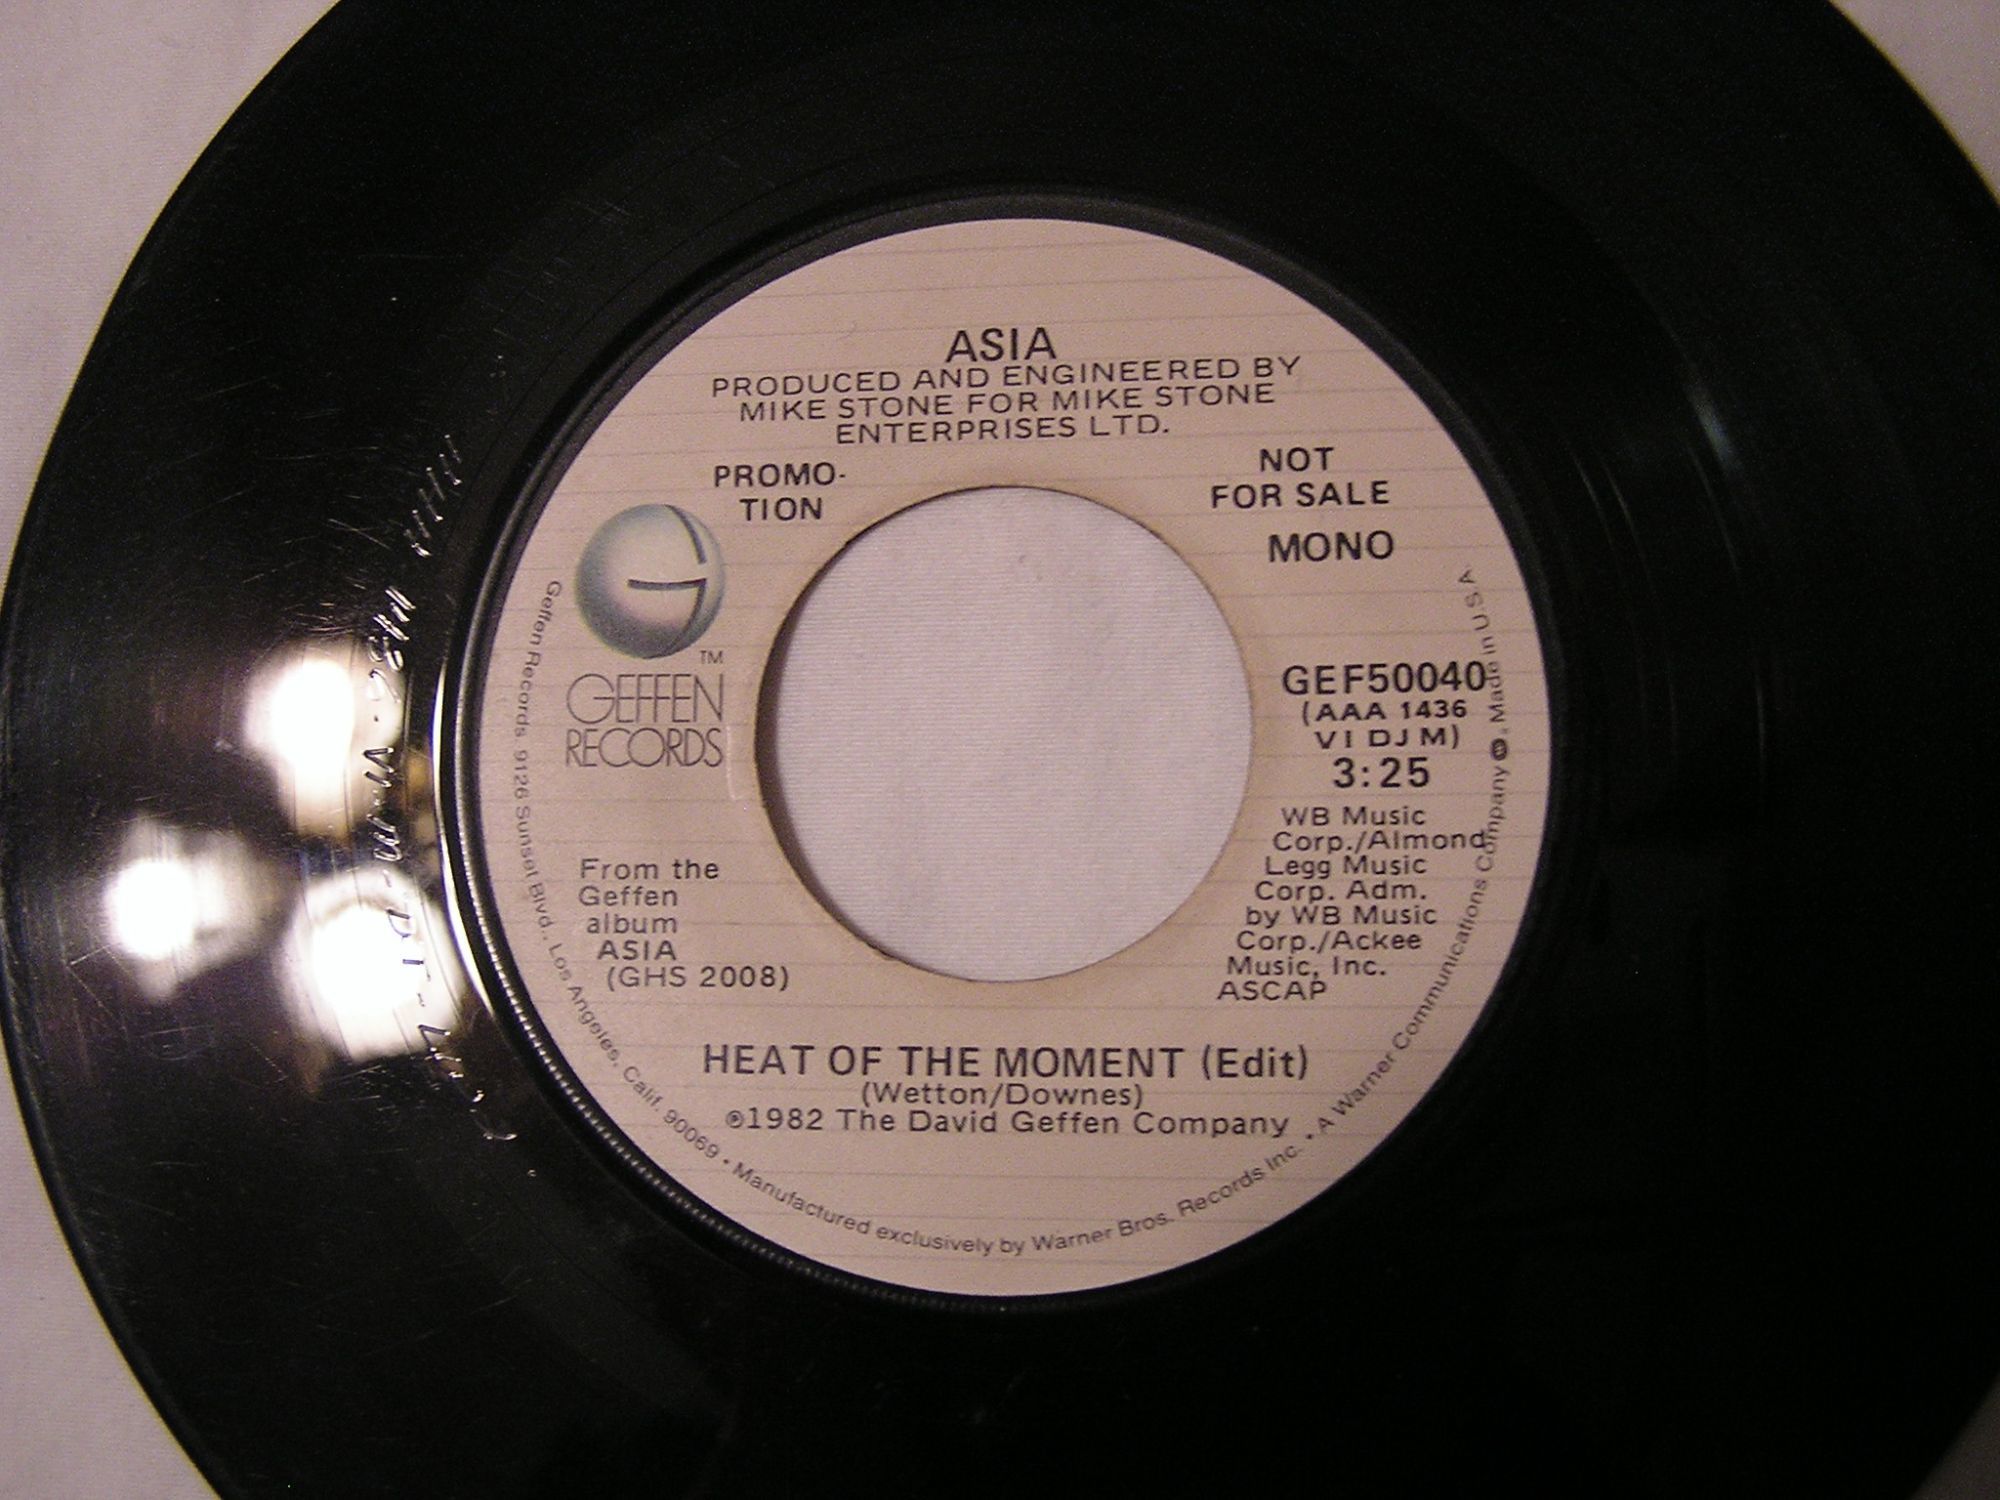 ASIA
PRODUCED AND ENGINEERED BY
MIKE STONE FOR MIKE STONE
ENTERPRISES LTD.
PROMO-
TION
NOT
FOR SALE
MONO
TM
GEFFEN
RECORDS
GEF50040
(AAA 1436
VI DJ M)
3:25
WB Music
Corp./Almond
Legg Music
Corp. Adm.
by WB Music
Corp./Ackee
Music, Inc.
ASCAP
From the
Geffen
album
ASIA
(GHS 2008)
HEAT OF THE MOMENT (Edit)
(Wetton/Downes)
℗1982 The David Geffen Company
Geffen Records 9126 Sunset Blvd., Los Angeles, Calif. 90069 • Manufactured exclusively by Warner Bros. Records Inc. • A Warner Communications Company • Made in U.S.A.